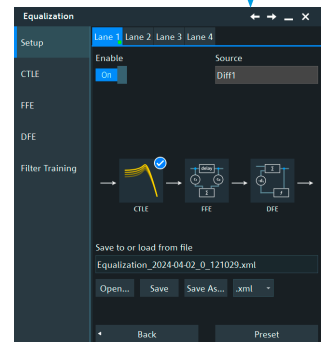 Equalization
Setup
CTLE
FFE
DFE
Filter Training
Lane 1 Lane 2 Lane 3 Lane 4
Enable Source
On Diff1
delay
Σ Σ
CTLE FFE DFE
Save to or load from file
Equalization_2024-04-02_0_121029.xml
Open... Save Save As... .xml
Back Preset